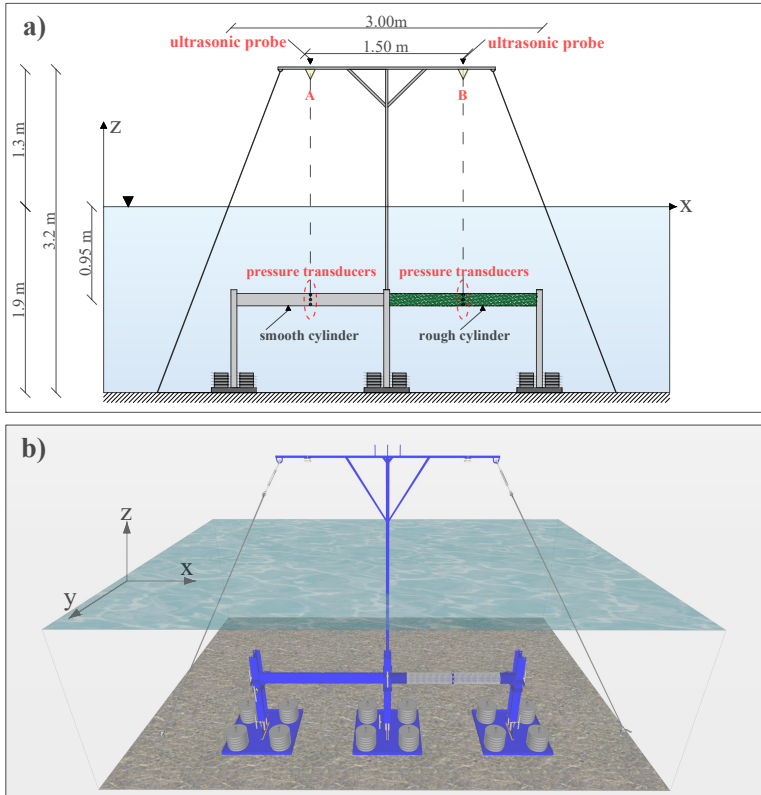 a)
3.00m
ultrasonic probe
ultrasonic probe
1.50 m
A
B
1.3 m
z
3.2 m
x
0.95 m
1.9 m
pressure transducers
pressure transducers
smooth cylinder
rough cylinder
b)
z
x
y